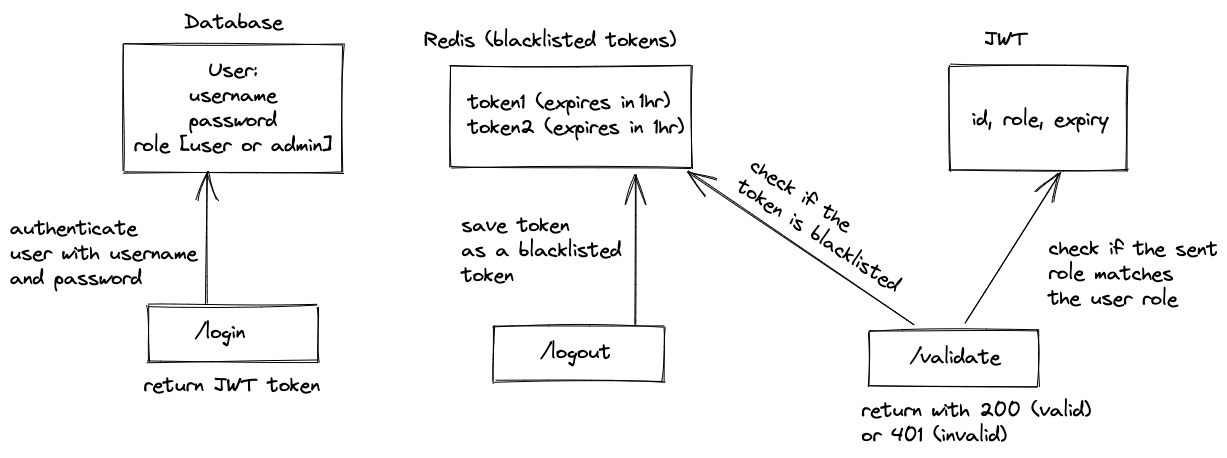 Database
User:
username
password
role [user or admin]
authenticate
user with username
and password
/login
return JWT token
Redis (blacklisted tokens)
token1 (expires in 1hr)
token2 (expires in 1hr)
save token
as a blacklisted
token
/logout
check if the
token is blacklisted
JWT
id, role, expiry
check if the sent
role matches
the user role
/validate
return with 200 (valid)
or 401 (invalid)